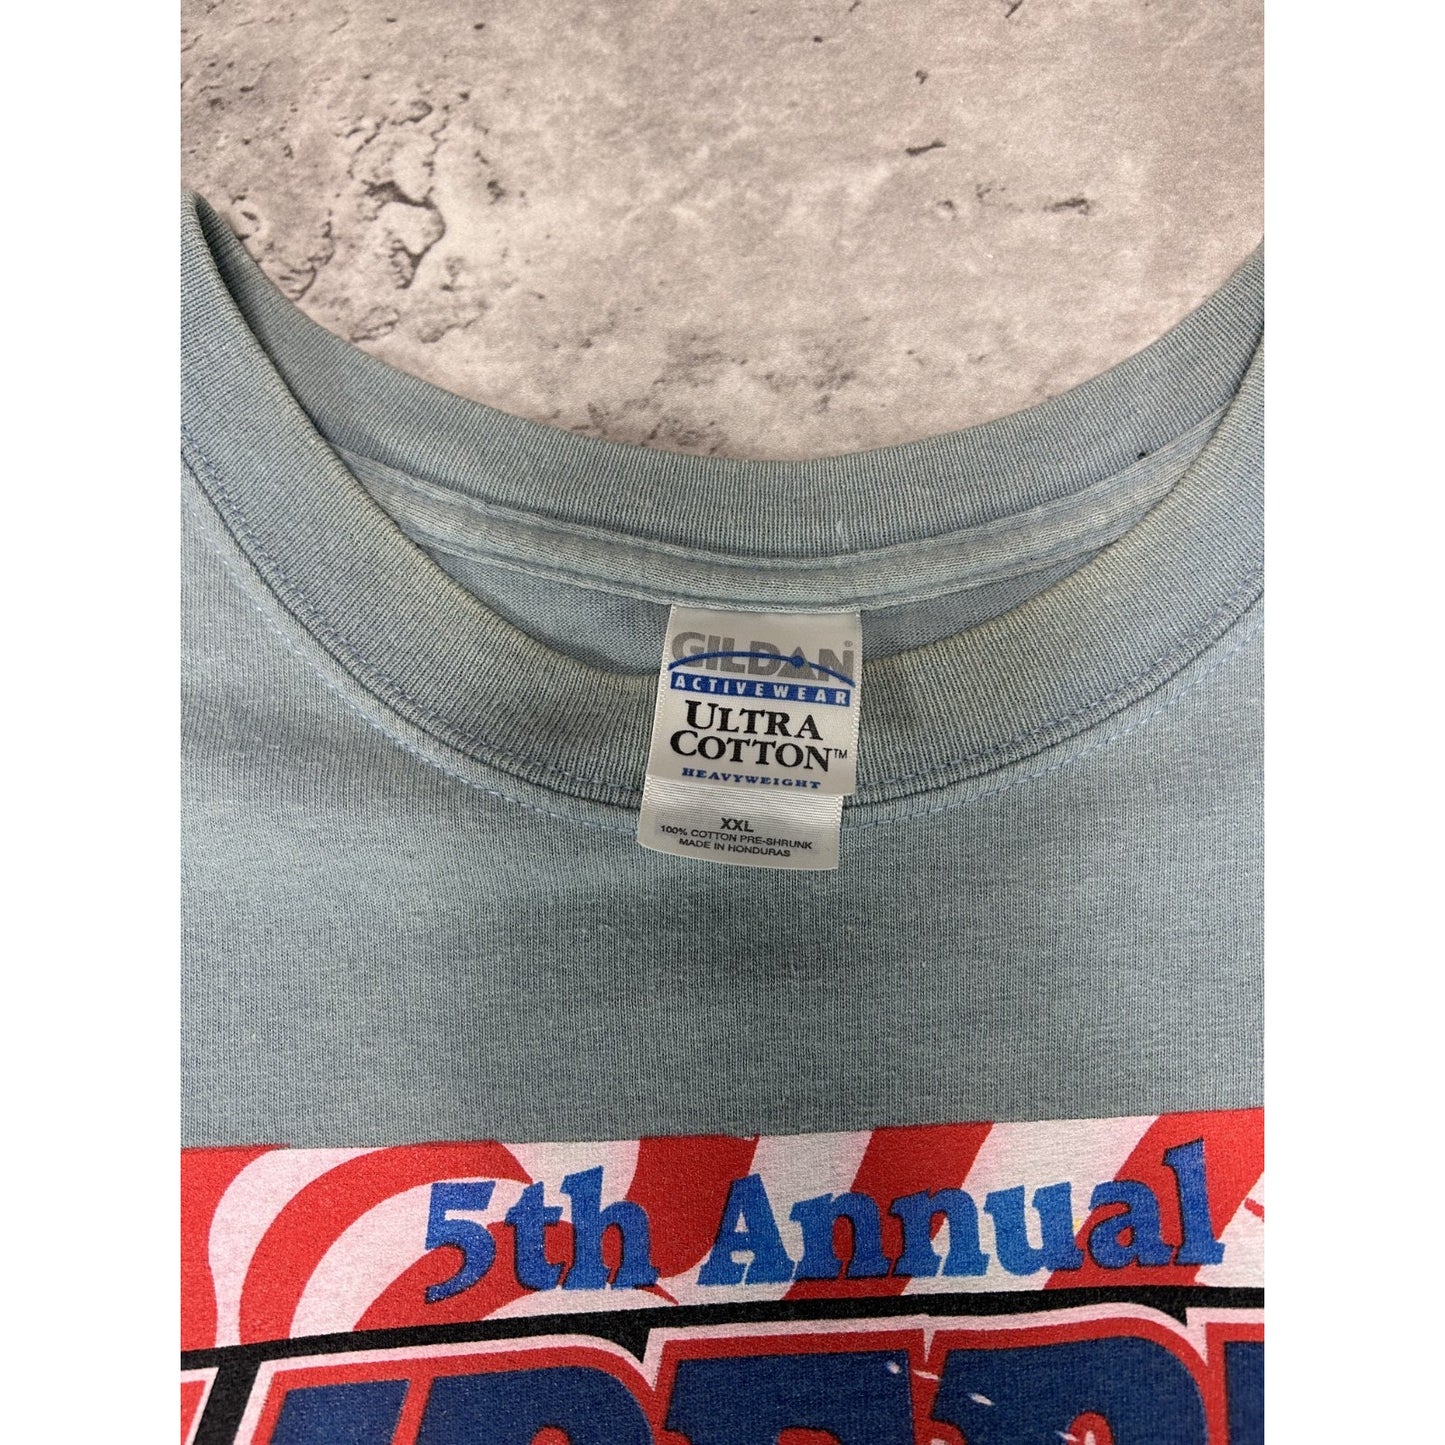 GILDAN®
ACTIVEWEAR
ULTRA
COTTON™
HEAVYWEIGHT
XXL
100% COTTON PRE-SHRUNK
MADE IN HONDURAS
5th Annual